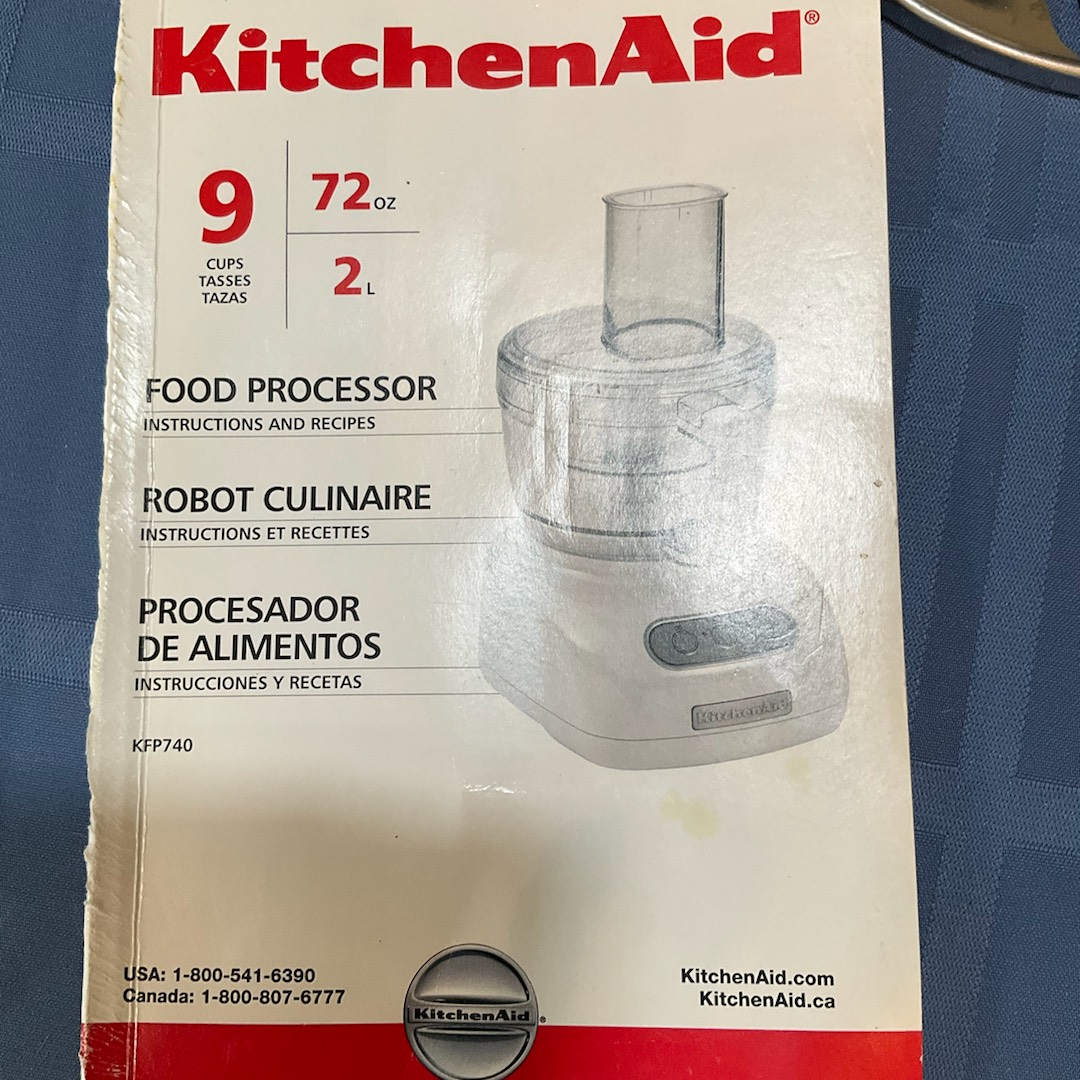 KitchenAid®
9
CUPS
TASSES
TAZAS
72 OZ
2 L
FOOD PROCESSOR
INSTRUCTIONS AND RECIPES
ROBOT CULINAIRE
INSTRUCTIONS ET RECETTES
PROCESADOR
DE ALIMENTOS
INSTRUCCIONES Y RECETAS
KitchenAid
KFP740
USA: 1-800-541-6390
Canada: 1-800-807-6777
KitchenAid®
KitchenAid.com
KitchenAid.ca